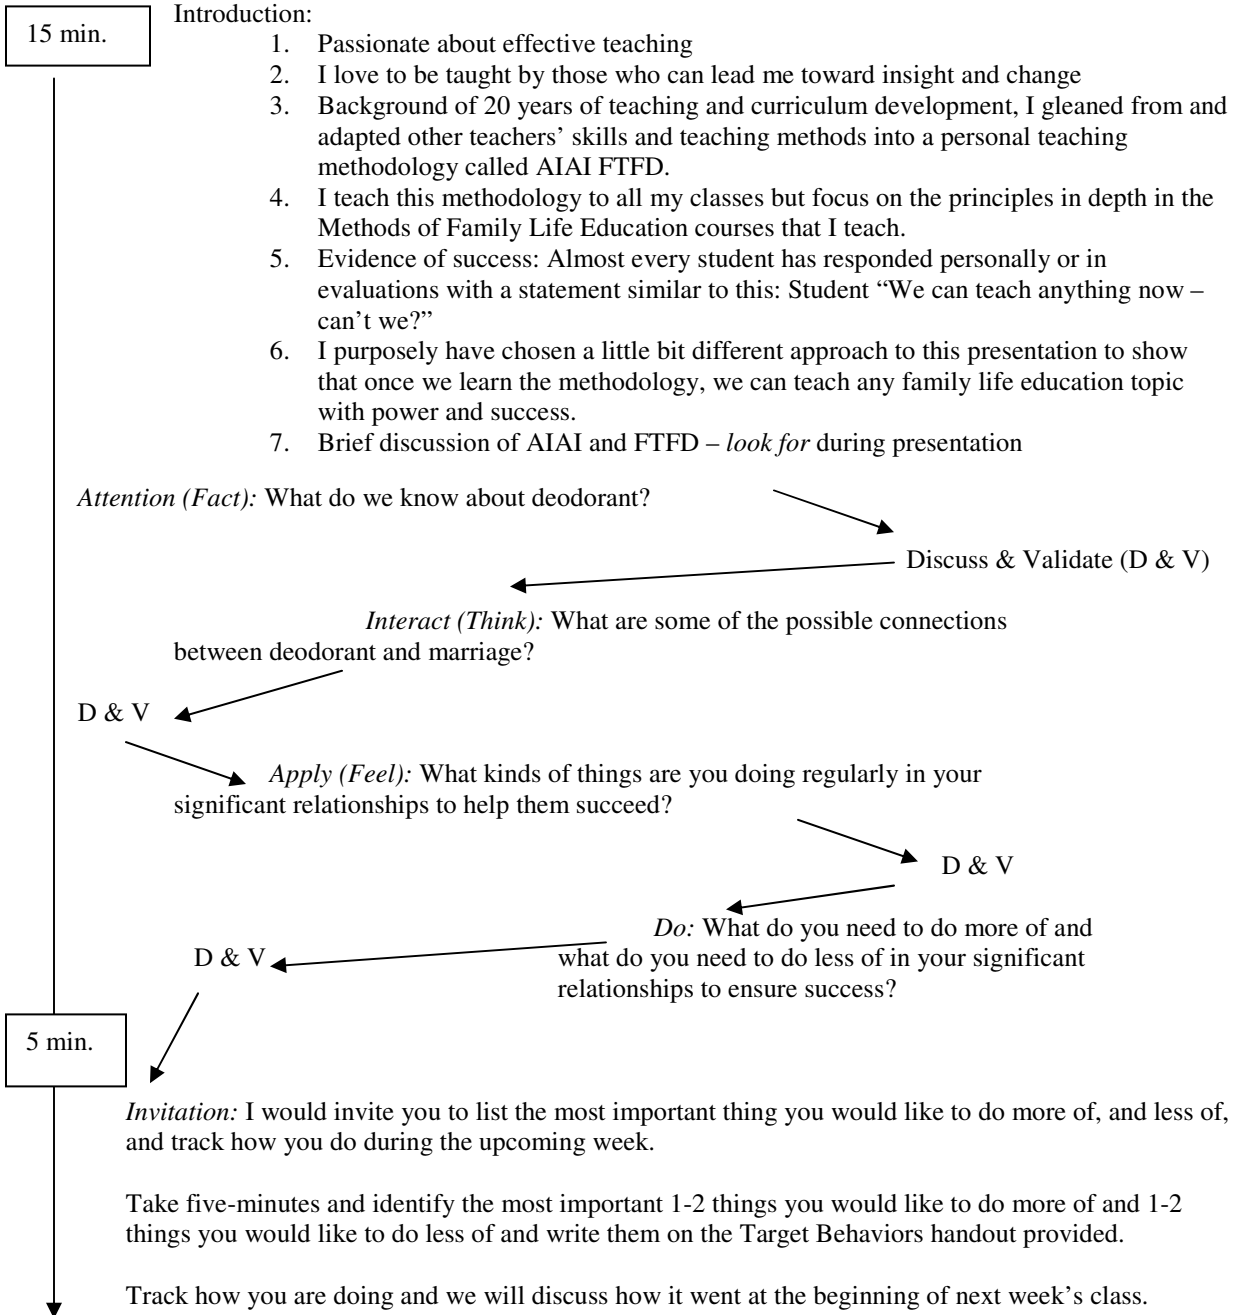 15 min.
Introduction:
1. Passionate about effective teaching
2. I love to be taught by those who can lead me toward insight and change
3. Background of 20 years of teaching and curriculum development, I gleaned from and
adapted other teachers’ skills and teaching methods into a personal teaching
methodology called AIAI FTFD.
4. I teach this methodology to all my classes but focus on the principles in depth in the
Methods of Family Life Education courses that I teach.
5. Evidence of success: Almost every student has responded personally or in
evaluations with a statement similar to this: Student “We can teach anything now –
can’t we?”
6. I purposely have chosen a little bit different approach to this presentation to show
that once we learn the methodology, we can teach any family life education topic
with power and success.
7. Brief discussion of AIAI and FTFD – look for during presentation
Attention (Fact): What do we know about deodorant?
Discuss & Validate (D & V)
Interact (Think): What are some of the possible connections
between deodorant and marriage?
D & V
Apply (Feel): What kinds of things are you doing regularly in your
significant relationships to help them succeed?
D & V
Do: What do you need to do more of and
what do you need to do less of in your significant
relationships to ensure success?
D & V
5 min.
Invitation: I would invite you to list the most important thing you would like to do more of, and less of,
and track how you do during the upcoming week.
Take five-minutes and identify the most important 1-2 things you would like to do more of and 1-2
things you would like to do less of and write them on the Target Behaviors handout provided.
Track how you are doing and we will discuss how it went at the beginning of next week’s class.